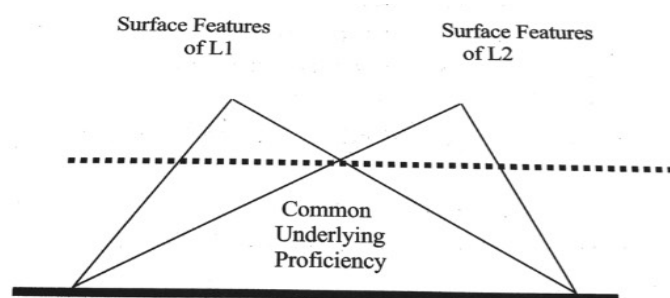 Surface Features
of L1
Surface Features
of L2
Common
Underlying
Proficiency